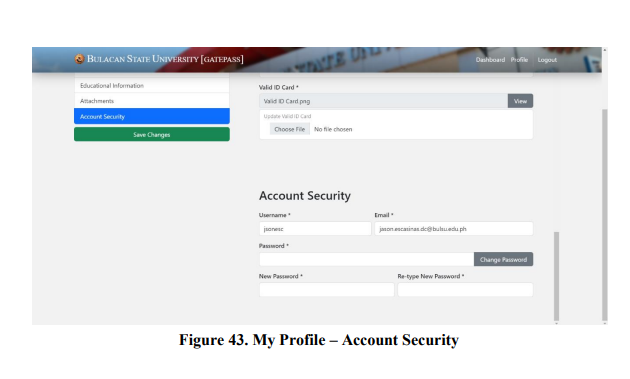 BULACAN STATE UNIVERSITY [GATEPASS]
Dashboard Profile Logout
Educational Information
Attachments
Account Security
Save Changes
Valid ID Card *
Valid ID Card.png View
Update Valid ID Card
Choose File No file chosen
Account Security
Username * Email *
jsonesc jason.escasinas.dc@bulsu.edu.ph
Password *
Change Password
New Password * Re-type New Password *
Figure 43. My Profile – Account Security